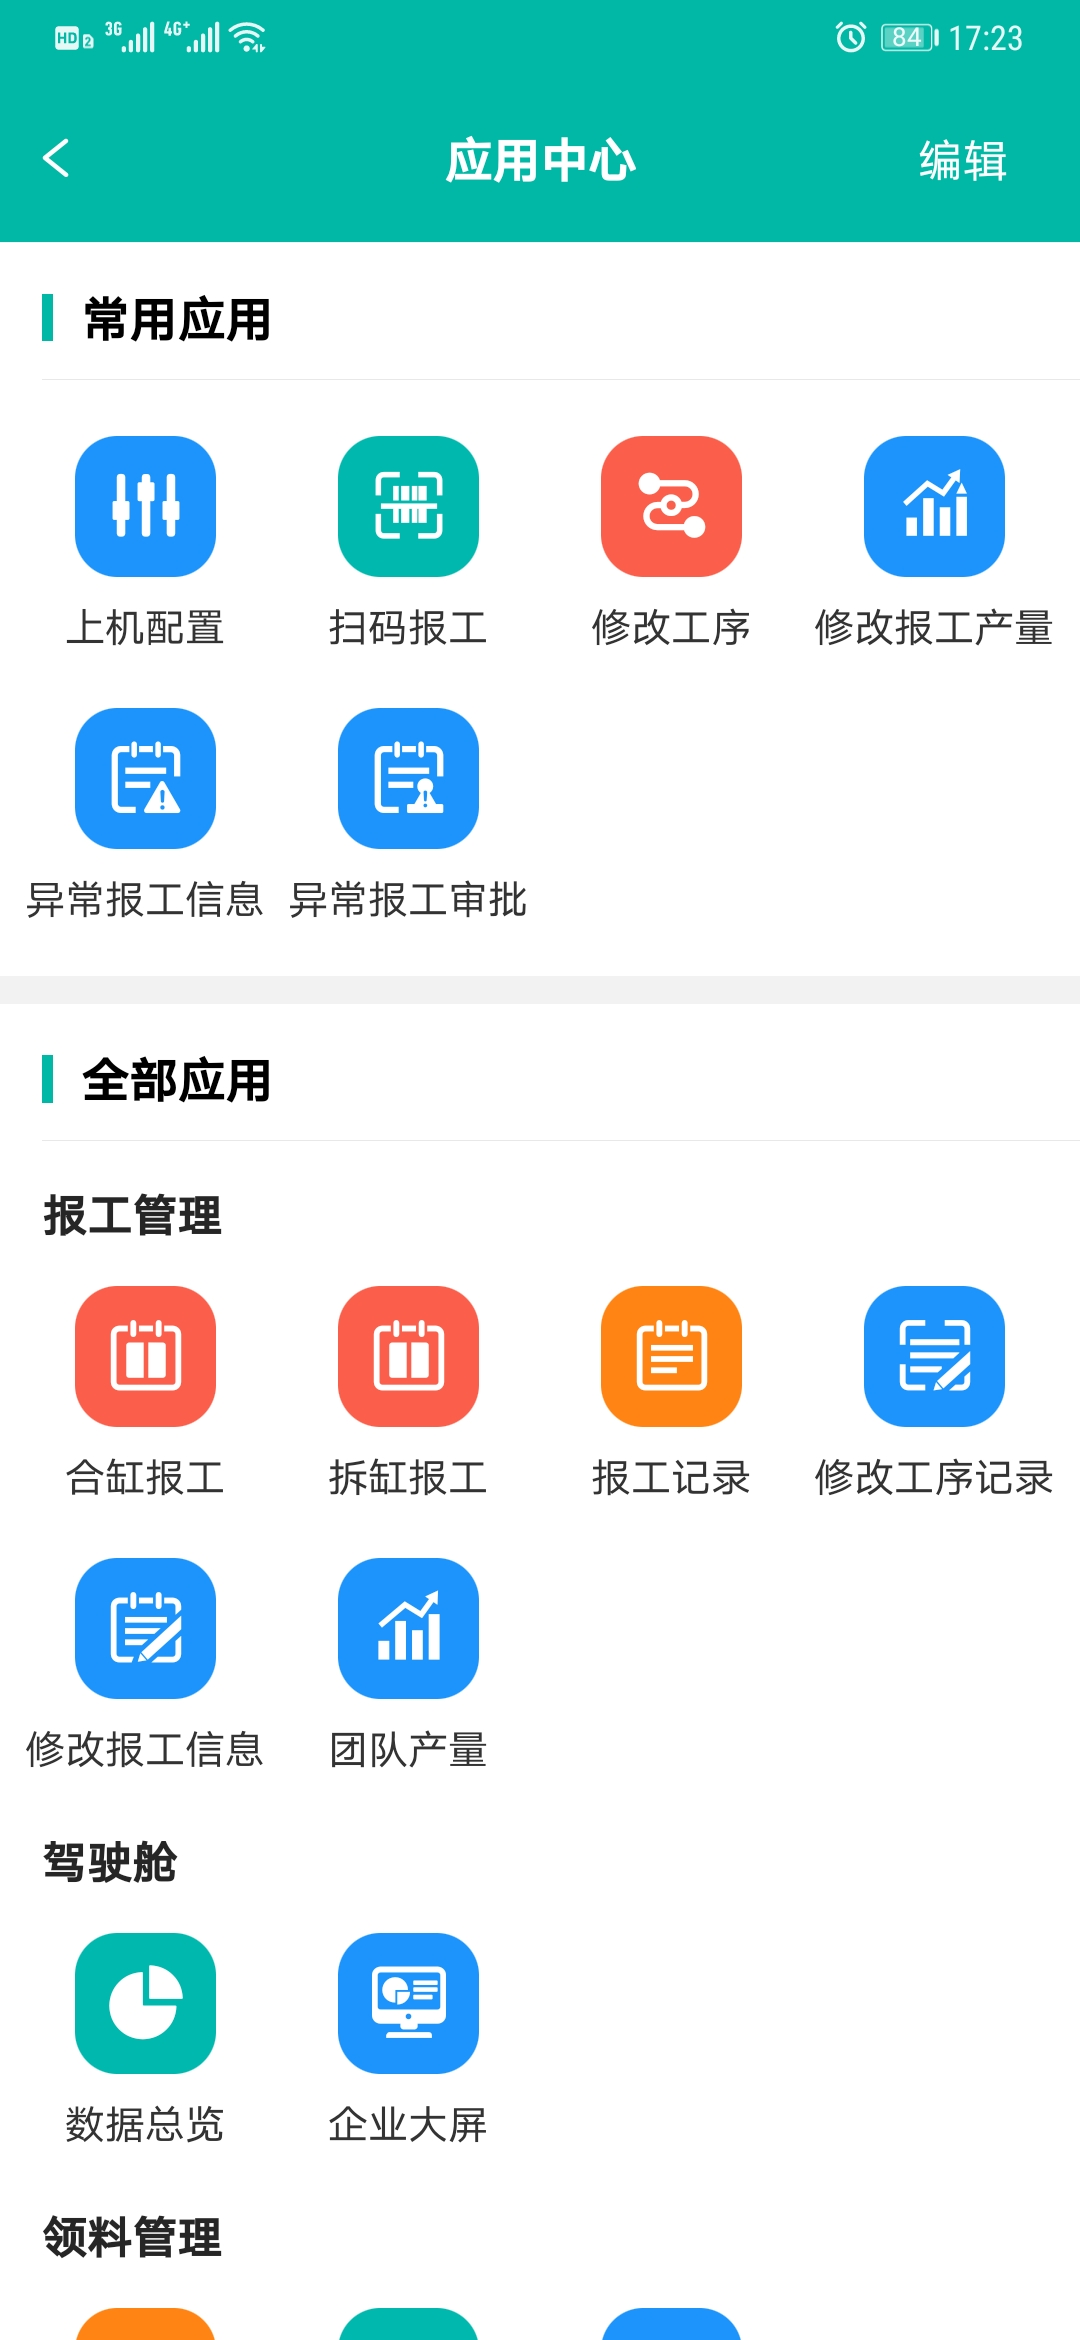 HD 2 3G 4G+ 84 17:23
应用中心 编辑
常用应用
上机配置 扫码报工 修改工序 修改报工产量
异常报工信息 异常报工审批
全部应用
报工管理
合缸报工 拆缸报工 报工记录 修改工序记录
修改报工信息 团队产量
驾驶舱
数据总览 企业大屏
领料管理